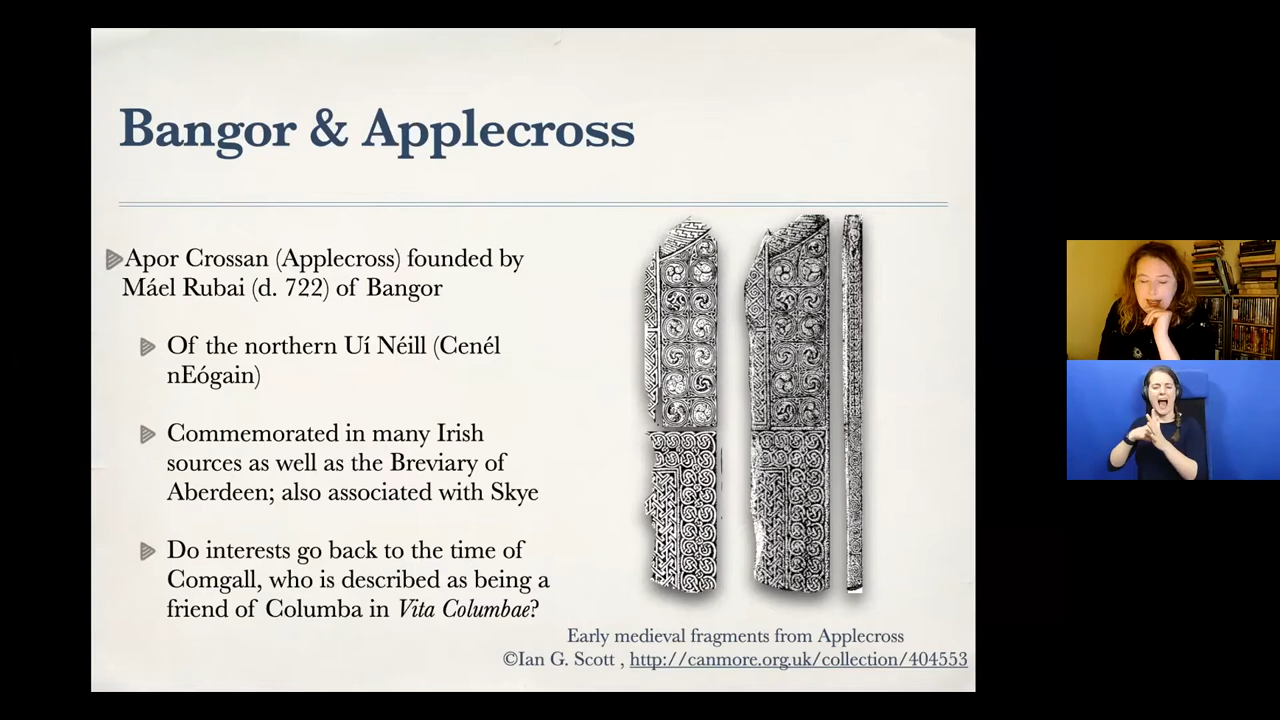 Bangor & Applecross
Apor Crossan (Applecross) founded by
Máel Rubai (d. 722) of Bangor
Of the northern Uí Néill (Cenél
nEógain)
Commemorated in many Irish
sources as well as the Breviary of
Aberdeen; also associated with Skye
Do interests go back to the time of
Comgall, who is described as being a
friend of Columba in Vita Columbae?
Early medieval fragments from Applecross
©Ian G. Scott , http://canmore.org.uk/collection/404553